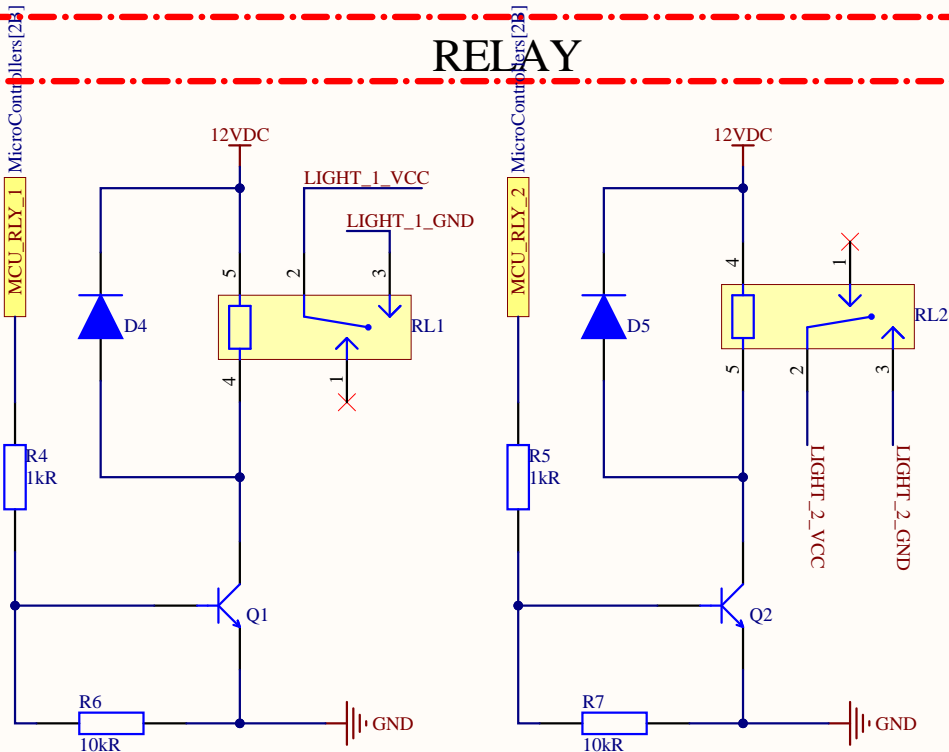 RELAY
MicroControllers[2B]
MCU_RLY_1
12VDC
LIGHT_1_VCC
LIGHT_1_GND
5
2
3
D4
RL1
4
1
R4
1kR
Q1
R6
10kR
GND
MicroControllers[2B]
MCU_RLY_2
12VDC
4
1
D5
RL2
5
2
3
LIGHT_2_VCC
LIGHT_2_GND
R5
1kR
Q2
R7
10kR
GND